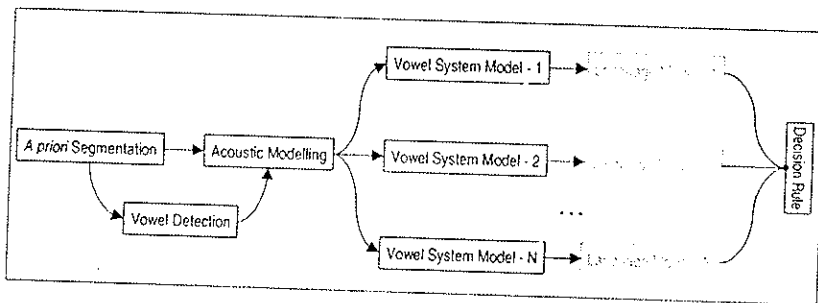 A priori Segmentation
Acoustic Modelling
Vowel Detection
Vowel System Model - 1
Vowel System Model - 2
...
Vowel System Model - N
Decision Rule